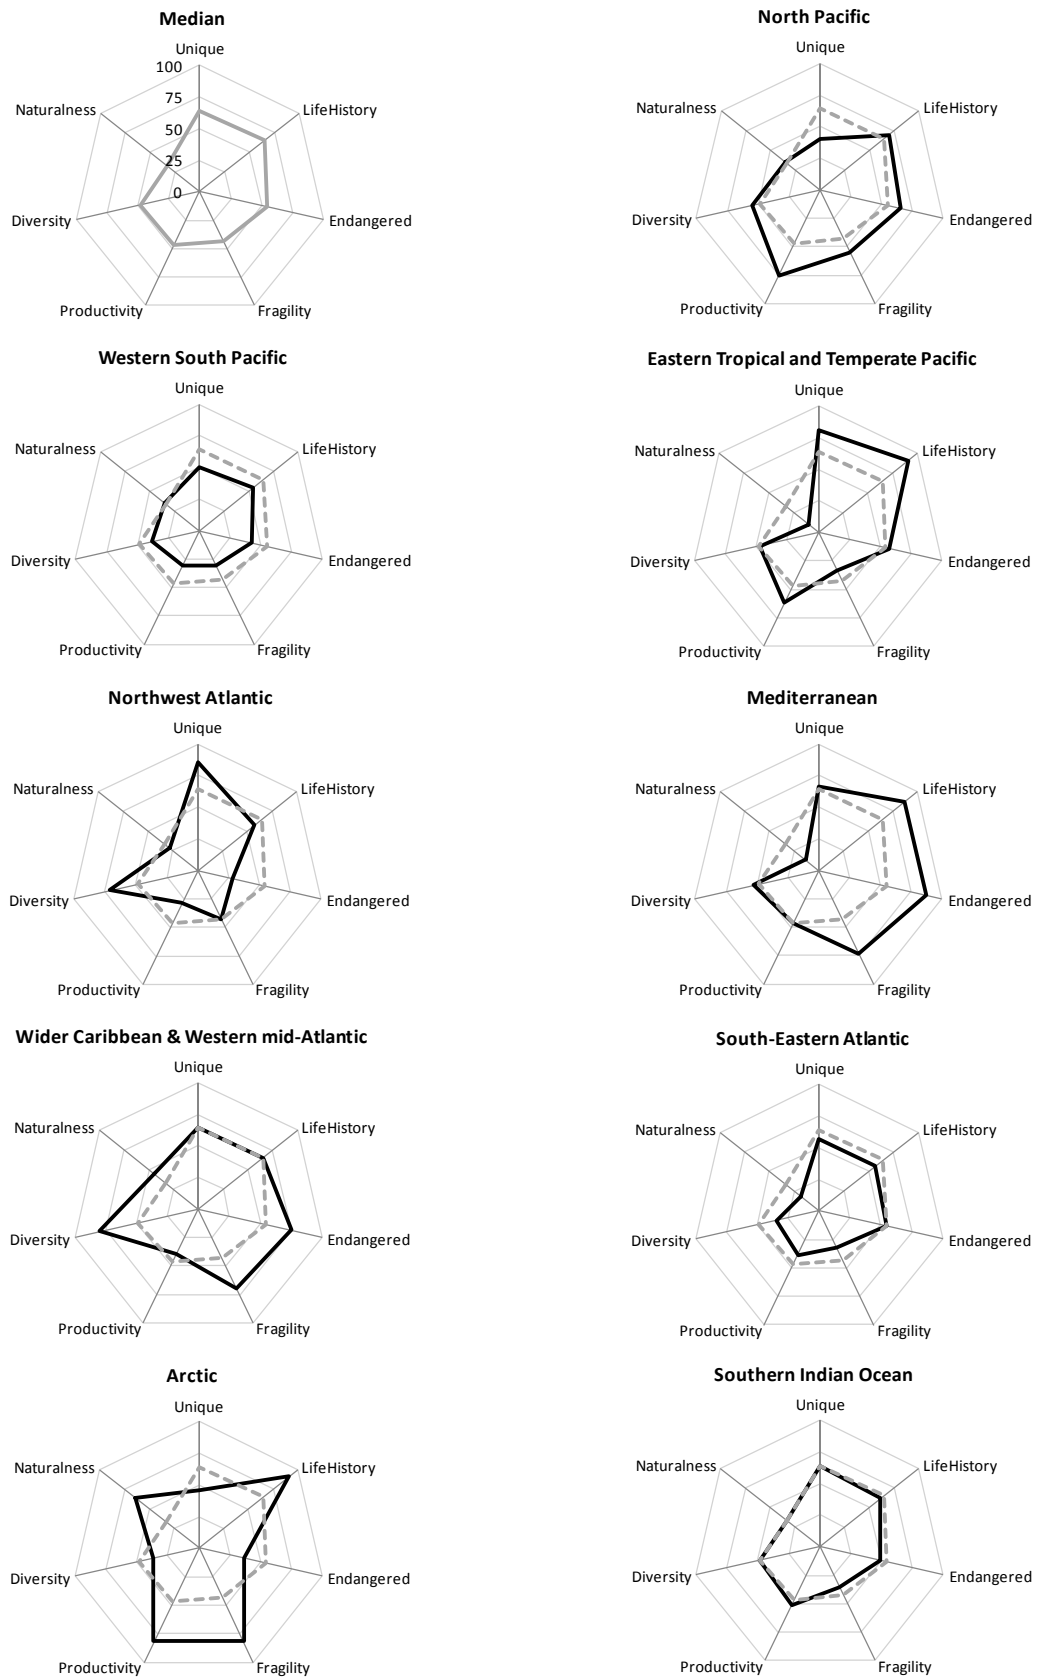 Median
Unique
100
75
50
25
0
Naturalness
LifeHistory
Diversity
Endangered
Productivity
Fragility
North Pacific
Unique
Naturalness
LifeHistory
Diversity
Endangered
Productivity
Fragility
Western South Pacific
Unique
Naturalness
LifeHistory
Diversity
Endangered
Productivity
Fragility
Eastern Tropical and Temperate Pacific
Unique
Naturalness
LifeHistory
Diversity
Endangered
Productivity
Fragility
Northwest Atlantic
Unique
Naturalness
LifeHistory
Diversity
Endangered
Productivity
Fragility
Mediterranean
Unique
Naturalness
LifeHistory
Diversity
Endangered
Productivity
Fragility
Wider Caribbean & Western mid-Atlantic
Unique
Naturalness
LifeHistory
Diversity
Endangered
Productivity
Fragility
South-Eastern Atlantic
Unique
Naturalness
LifeHistory
Diversity
Endangered
Productivity
Fragility
Arctic
Unique
Naturalness
LifeHistory
Diversity
Endangered
Productivity
Fragility
Southern Indian Ocean
Unique
Naturalness
LifeHistory
Diversity
Endangered
Productivity
Fragility